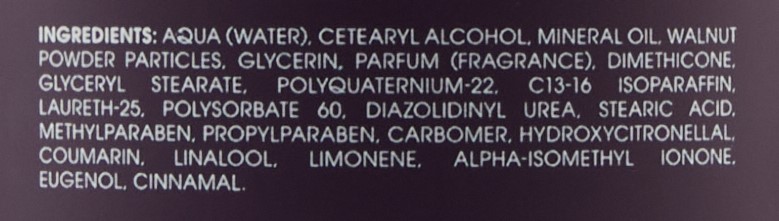 INGREDIENTS: AQUA (WATER), CETEARYL ALCOHOL, MINERAL OIL, WALNUT
POWDER PARTICLES, GLYCERIN, PARFUM (FRAGRANCE), DIMETHICONE,
GLYCERYL STEARATE, POLYQUATERNIUM-22, C13-16 ISOPARAFFIN,
LAURETH-25, POLYSORBATE 60, DIAZOLIDINYL UREA, STEARIC ACID,
METHYLPARABEN, PROPYLPARABEN, CARBOMER, HYDROXYCITRONELLAL,
COUMARIN, LINALOOL, LIMONENE, ALPHA-ISOMETHYL IONONE,
EUGENOL, CINNAMAL.